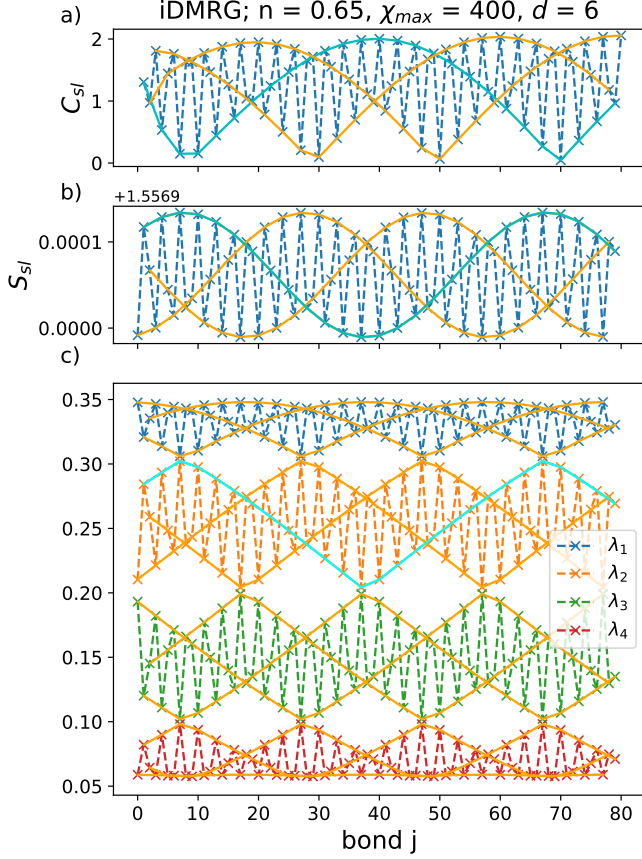 iDMRG; n = 0.65, χmax = 400, d = 6
a)
C_sl
2
1
0
b)
+1.5569
S_sl
0.0001
0.0000
c)
0.35
0.30
0.25
0.20
0.15
0.10
0.05
λ1
λ2
λ3
λ4
0 10 20 30 40 50 60 70 80
bond j